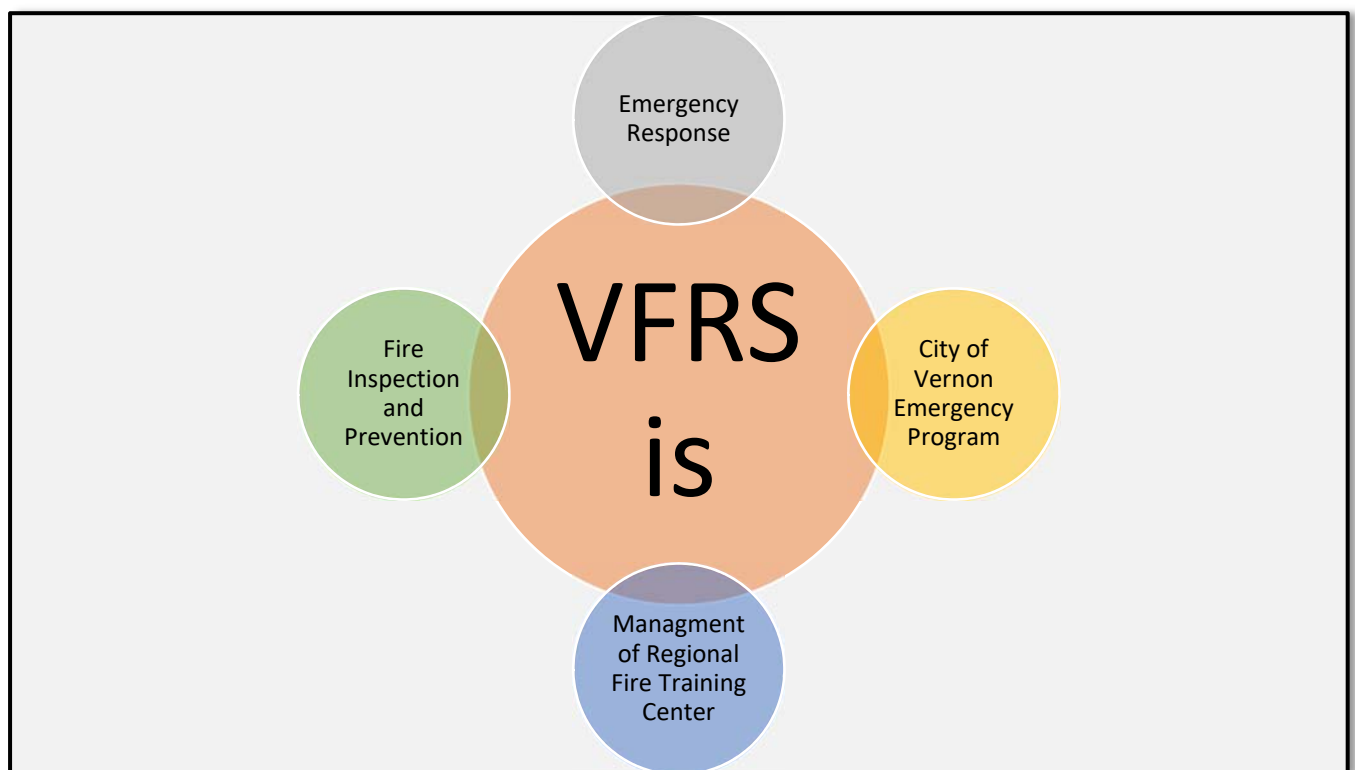 Emergency
Response
VFRS
is
Fire
Inspection
and
Prevention
City of
Vernon
Emergency
Program
Managment
of Regional
Fire Training
Center